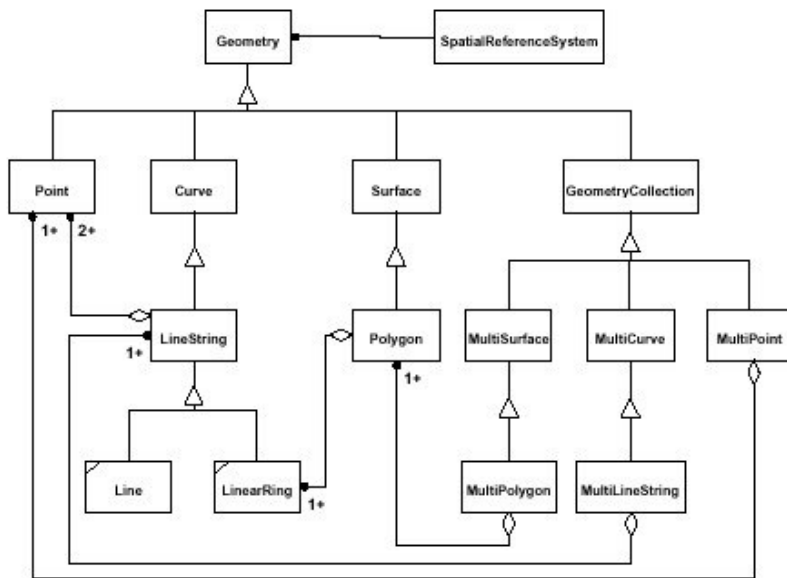 Geometry
SpatialReferenceSystem
Point
Curve
Surface
GeometryCollection
1+
2+
LineString
1+
Polygon
1+
MultiSurface
MultiCurve
MultiPoint
Line
LinearRing
1+
MultiPolygon
MultiLineString